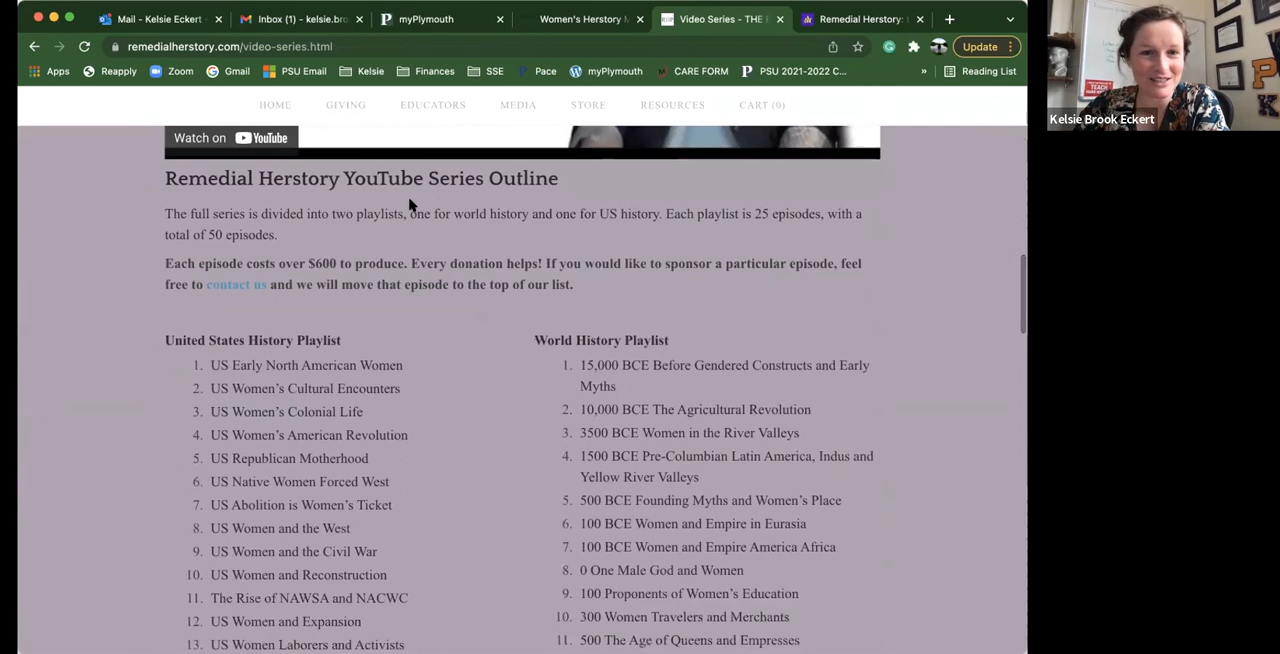 Mail - Kelsie Eckert -
Inbox (1) - kelsie.bro
myPlymouth
Women's Herstory M
Video Series - THE
Remedial Herstory:
remedialherstory.com/video-series.html
Update
Apps
Reapply
Zoom
Gmail
PSU Email
Kelsie
Finances
SSE
Pace
myPlymouth
CARE FORM
PSU 2021-2022 C...
»
Reading List
HOME
GIVING
EDUCATORS
MEDIA
STORE
RESOURCES
CART (0)
Watch on YouTube
Remedial Herstory YouTube Series Outline
The full series is divided into two playlists, one for world history and one for US history. Each playlist is 25 episodes, with a
total of 50 episodes.
Each episode costs over $600 to produce. Every donation helps! If you would like to sponsor a particular episode, feel
free to contact us and we will move that episode to the top of our list.
United States History Playlist
1. US Early North American Women
2. US Women's Cultural Encounters
3. US Women's Colonial Life
4. US Women's American Revolution
5. US Republican Motherhood
6. US Native Women Forced West
7. US Abolition is Women's Ticket
8. US Women and the West
9. US Women and the Civil War
10. US Women and Reconstruction
11. The Rise of NAWSA and NACWC
12. US Women and Expansion
13. US Women Laborers and Activists
World History Playlist
1. 15,000 BCE Before Gendered Constructs and Early
Myths
2. 10,000 BCE The Agricultural Revolution
3. 3500 BCE Women in the River Valleys
4. 1500 BCE Pre-Columbian Latin America, Indus and
Yellow River Valleys
5. 500 BCE Founding Myths and Women's Place
6. 100 BCE Women and Empire in Eurasia
7. 100 BCE Women and Empire America Africa
8. 0 One Male God and Women
9. 100 Proponents of Women's Education
10. 300 Women Travelers and Merchants
11. 500 The Age of Queens and Empresses
Kelsie Brook Eckert